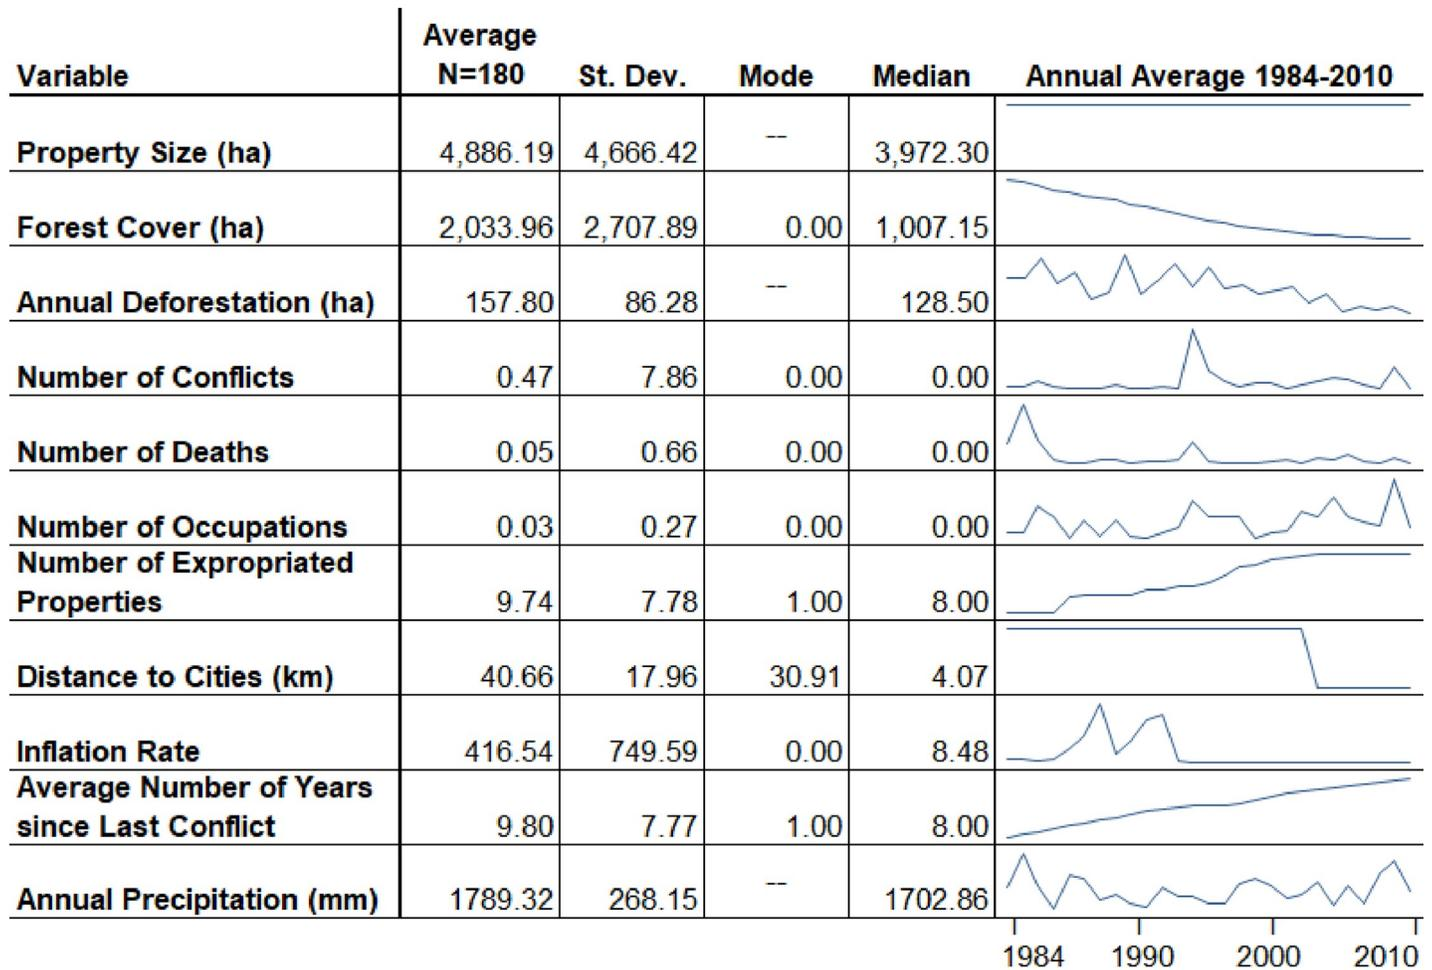 Average
Variable N=180 St. Dev. Mode Median Annual Average 1984-2010
Property Size (ha) 4,886.19 4,666.42 -- 3,972.30
Forest Cover (ha) 2,033.96 2,707.89 0.00 1,007.15
Annual Deforestation (ha) 157.80 86.28 -- 128.50
Number of Conflicts 0.47 7.86 0.00 0.00
Number of Deaths 0.05 0.66 0.00 0.00
Number of Occupations 0.03 0.27 0.00 0.00
Number of Expropriated
Properties 9.74 7.78 1.00 8.00
Distance to Cities (km) 40.66 17.96 30.91 4.07
Inflation Rate 416.54 749.59 0.00 8.48
Average Number of Years
since Last Conflict 9.80 7.77 1.00 8.00
Annual Precipitation (mm) 1789.32 268.15 -- 1702.86
1984 1990 2000 2010